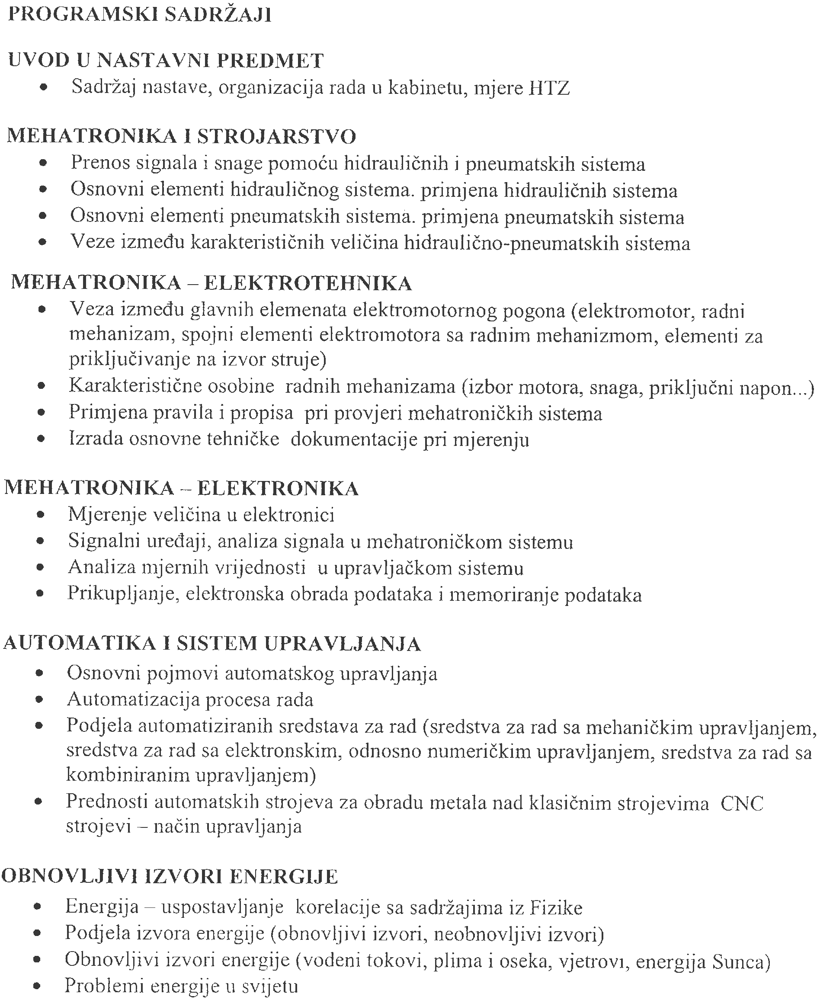 PROGRAMSKI SADRŽAJI
UVOD U NASTAVNI PREDMET
• Sadržaj nastave, organizacija rada u kabinetu, mjere HTZ
MEHATRONIKA I STROJARSTVO
• Prenos signala i snage pomoću hidrauličnih i pneumatskih sistema
• Osnovni elementi hidrauličnog sistema. primjena hidrauličnih sistema
• Osnovni elementi pneumatskih sistema. primjena pneumatskih sistema
• Veze između karakterističnih veličina hidraulično-pneumatskih sistema
MEHATRONIKA – ELEKTROTEHNIKA
• Veza između glavnih elemenata elektromotornog pogona (elektromotor, radni
mehanizam, spojni elementi elektromotora sa radnim mehanizmom, elementi za
priključivanje na izvor struje)
• Karakteristične osobine radnih mehanizama (izbor motora, snaga, priključni napon...)
• Primjena pravila i propisa pri provjeri mehatroničkih sistema
• Izrada osnovne tehničke dokumentacije pri mjerenju
MEHATRONIKA – ELEKTRONIKA
• Mjerenje veličina u elektronici
• Signalni uređaji, analiza signala u mehatroničkom sistemu
• Analiza mjernih vrijednosti u upravljačkom sistemu
• Prikupljanje, elektronska obrada podataka i memoriranje podataka
AUTOMATIKA I SISTEM UPRAVLJANJA
• Osnovni pojmovi automatskog upravljanja
• Automatizacija procesa rada
• Podjela automatiziranih sredstava za rad (sredstva za rad sa mehaničkim upravljanjem,
sredstva za rad sa elektronskim, odnosno numeričkim upravljanjem, sredstva za rad sa
kombiniranim upravljanjem)
• Prednosti automatskih strojeva za obradu metala nad klasičnim strojevima CNC
strojevi – način upravljanja
OBNOVLJIVI IZVORI ENERGIJE
• Energija – uspostavljanje korelacije sa sadržajima iz Fizike
• Podjela izvora energije (obnovljivi izvori, neobnovljivi izvori)
• Obnovljivi izvori energije (vodeni tokovi, plima i oseka, vjetrovi, energija Sunca)
• Problemi energije u svijetu